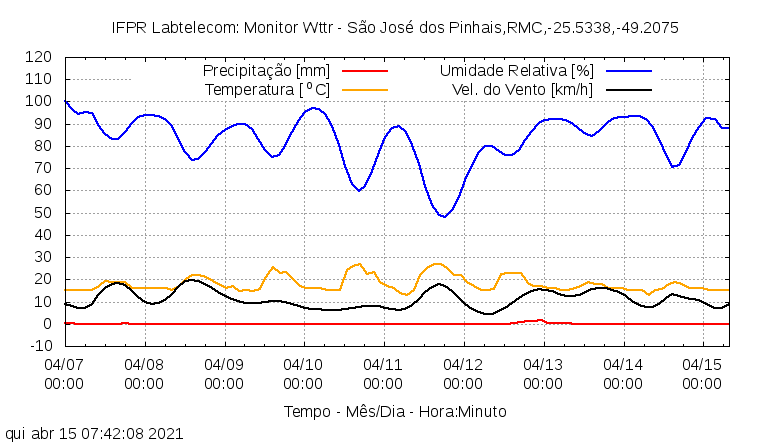 IFPR Labtelecom: Monitor Wttr - São José dos Pinhais,RMC,-25.5338,-49.2075
120
110
100
90
80
70
60
50
40
30
20
10
0
-10
Precipitação [mm]
Temperatura [⁰C]
Umidade Relativa [%]
Vel. do Vento [km/h]
04/07 04/08 04/09 04/10 04/11 04/12 04/13 04/14 04/15
00:00 00:00 00:00 00:00 00:00 00:00 00:00 00:00 00:00
Tempo - Mês/Dia - Hora:Minuto
qui abr 15 07:42:08 2021